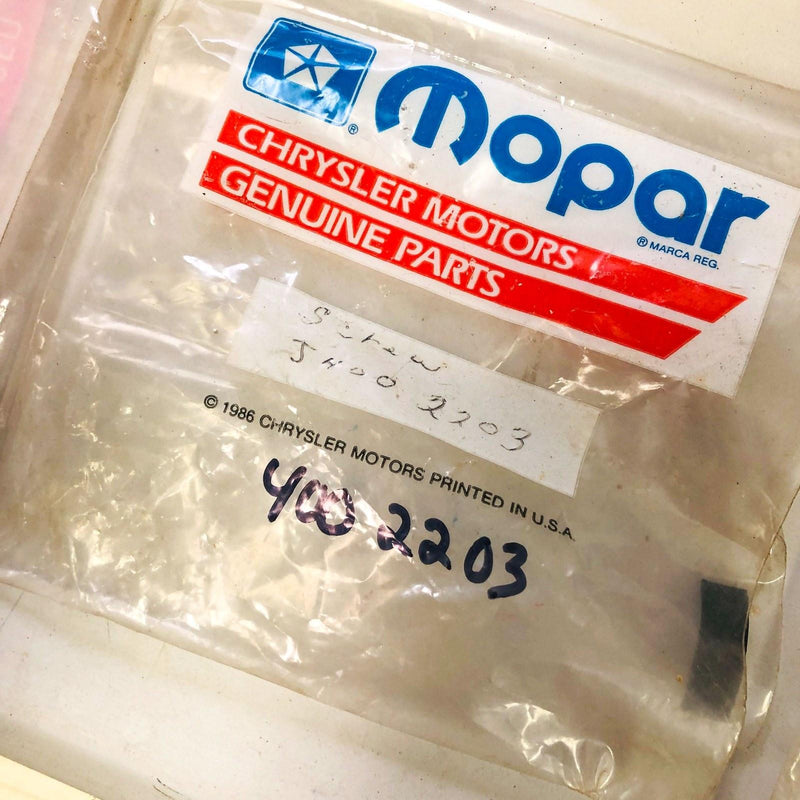 ®
Mopar
CHRYSLER MOTORS
GENUINE PARTS
® MARCA REG.
Screw
J400 2203
© 1986 CHRYSLER MOTORS PRINTED IN U.S.A.
400 2203